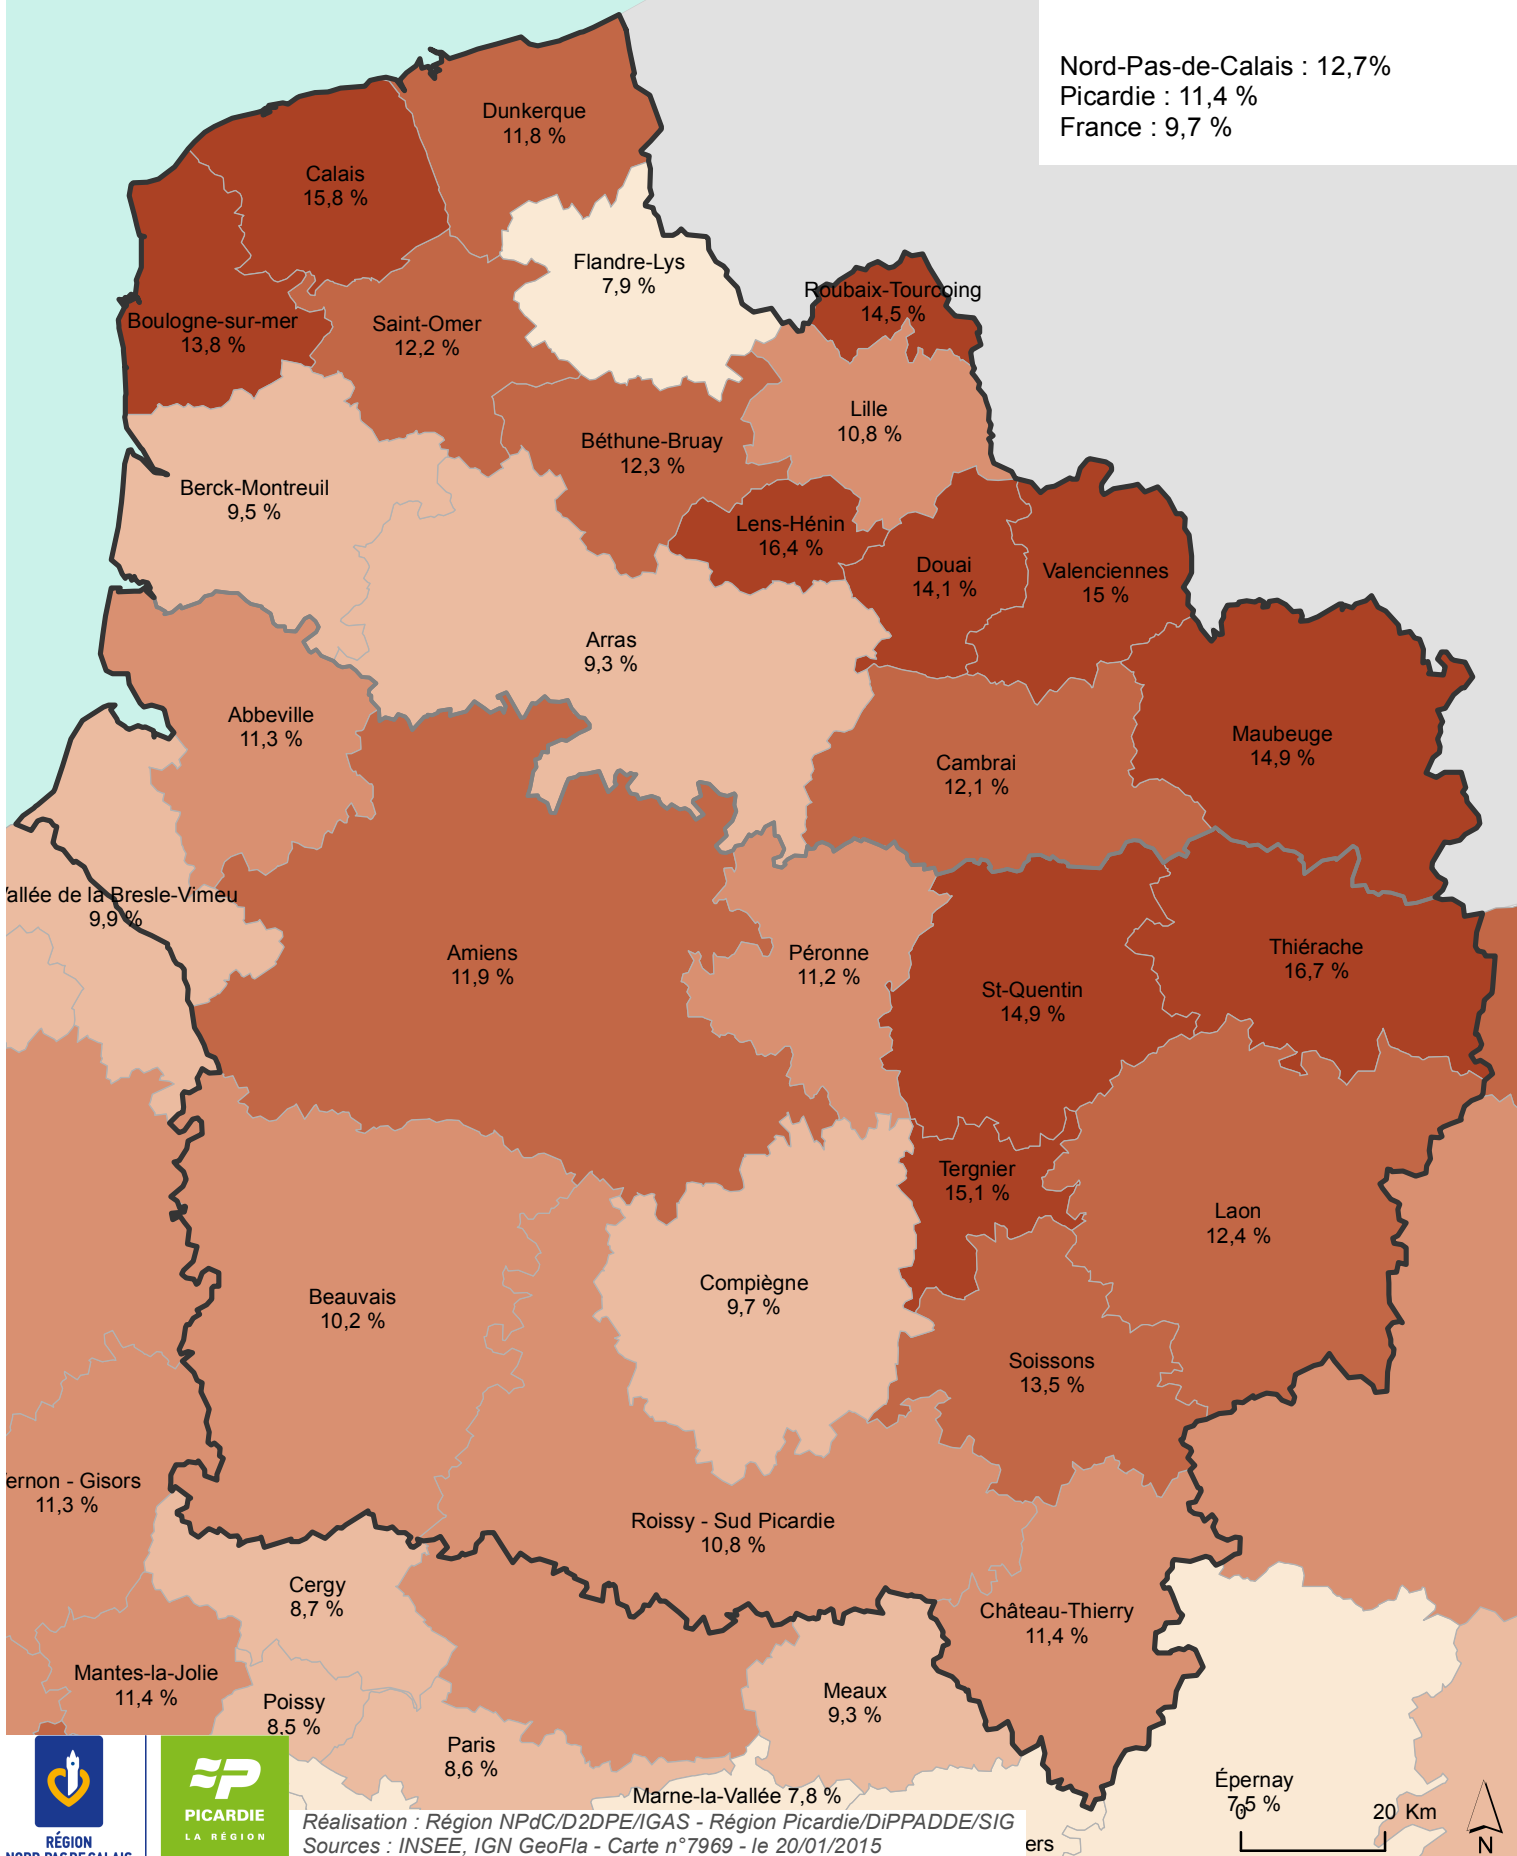 Nord-Pas-de-Calais : 12,7%
Picardie : 11,4 %
France : 9,7 %
Dunkerque
11,8 %
Calais
15,8 %
Flandre-Lys
7,9 %
Roubaix-Tourcoing
14,5 %
Boulogne-sur-mer
13,8 %
Saint-Omer
12,2 %
Lille
10,8 %
Béthune-Bruay
12,3 %
Berck-Montreuil
9,5 %
Lens-Hénin
16,4 %
Douai
14,1 %
Valenciennes
15 %
Arras
9,3 %
Abbeville
11,3 %
Maubeuge
14,9 %
Cambrai
12,1 %
allée de la Bresle-Vimeu
9,9 %
Amiens
11,9 %
Péronne
11,2 %
Thiérache
16,7 %
St-Quentin
14,9 %
Tergnier
15,1 %
Laon
12,4 %
Compiègne
9,7 %
Beauvais
10,2 %
Soissons
13,5 %
ernon - Gisors
11,3 %
Roissy - Sud Picardie
10,8 %
Cergy
8,7 %
Château-Thierry
11,4 %
Mantes-la-Jolie
11,4 %
Poissy
8,5 %
Meaux
9,3 %
Paris
8,6 %
Marne-la-Vallée 7,8 %
Épernay
7,5 %
0 20 Km
N
ers
PICARDIE
LA RÉGION
RÉGION
NORD-PAS DE CALAIS
Réalisation : Région NPdC/D2DPE/IGAS - Région Picardie/DiPPADDE/SIG
Sources : INSEE, IGN GeoFla - Carte n°7969 - le 20/01/2015